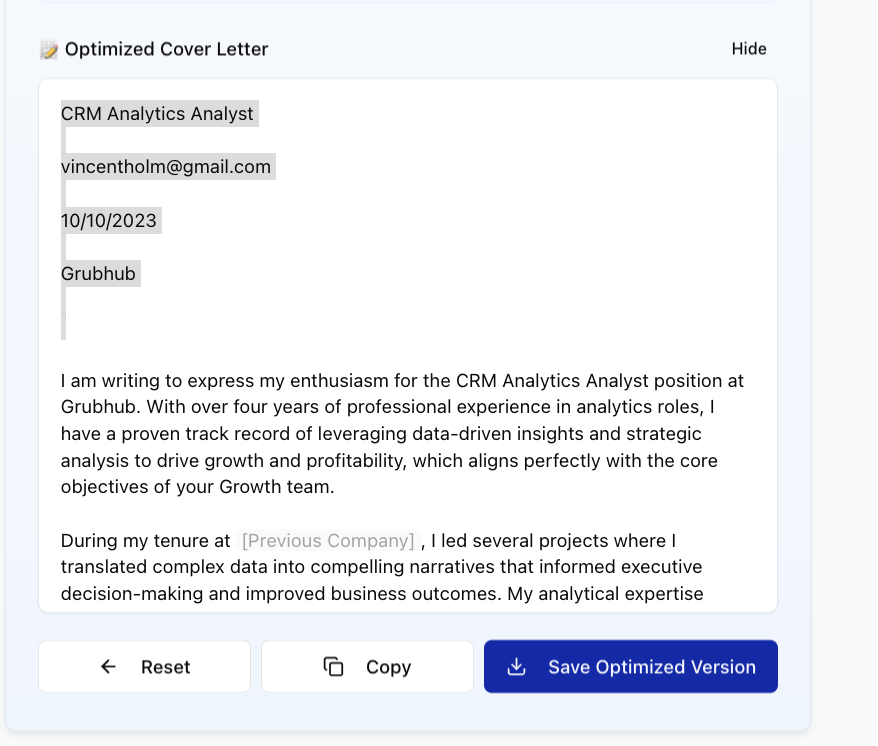 📝 Optimized Cover Letter
Hide
CRM Analytics Analyst
vincentholm@gmail.com
10/10/2023
Grubhub
I am writing to express my enthusiasm for the CRM Analytics Analyst position at
Grubhub. With over four years of professional experience in analytics roles, I
have a proven track record of leveraging data-driven insights and strategic
analysis to drive growth and profitability, which aligns perfectly with the core
objectives of your Growth team.
During my tenure at [Previous Company] , I led several projects where I
translated complex data into compelling narratives that informed executive
decision-making and improved business outcomes. My analytical expertise
Reset
Copy
Save Optimized Version